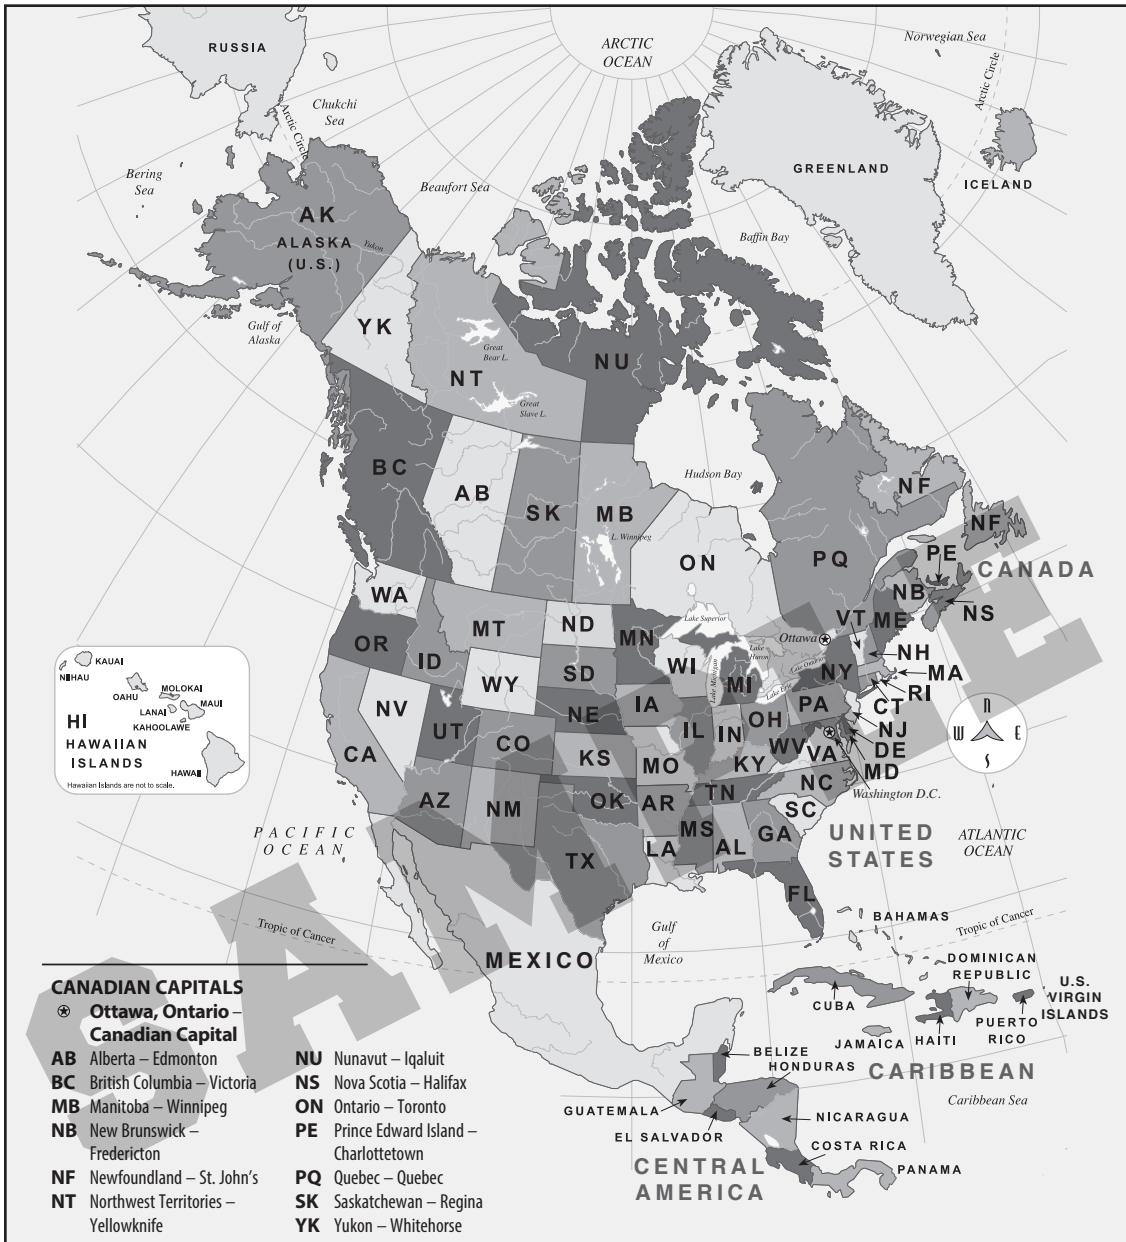 RUSSIA
ARCTIC
OCEAN
Norwegian Sea
Arctic Circle
Chukchi
Sea
Arctic Circle
Bering
Sea
Beaufort Sea
GREENLAND
ICELAND
Baffin Bay
AK
ALASKA
(U.S.)
Yukon
Gulf of
Alaska
YK
Great
Bear L.
NT
Great
Slave L.
NU
Hudson Bay
BC
AB
SK
MB
L. Winnipeg
ON
PQ
NF
NF
PE
CANADA
NB
NS
WA
OR
ID
MT
ND
MN
Lake Superior
Ottawa
VT
ME
NH
MA
RI
CT
NJ
DE
MD
Washington D.C.
WY
SD
WI
Lake Michigan
Lake
Huron
Lake Ontario
Lake Erie
MI
NY
PA
NV
UT
NE
IA
IL
IN
OH
WV
VA
CA
CO
KS
MO
KY
NC
AZ
NM
OK
AR
TN
SC
TX
LA
MS
AL
GA
FL
UNITED
STATES
N
W E
S
KAUAI
NIIHAU
OAHU
MOLOKAI
LANAI
MAUI
KAHOOLAWE
HAWAII
HI
HAWAIIAN
ISLANDS
Hawaiian Islands are not to scale.
PACIFIC
OCEAN
ATLANTIC
OCEAN
Tropic of Cancer
Tropic of Cancer
Gulf
of
Mexico
MEXICO
BAHAMAS
DOMINICAN
REPUBLIC
U.S.
VIRGIN
ISLANDS
CUBA
JAMAICA
HAITI
PUERTO
RICO
BELIZE
HONDURAS
CARIBBEAN
Caribbean Sea
GUATEMALA
EL SALVADOR
NICARAGUA
COSTA RICA
PANAMA
CENTRAL
AMERICA
CANADIAN CAPITALS
Ottawa, Ontario –
Canadian Capital
AB Alberta – Edmonton
BC British Columbia – Victoria
MB Manitoba – Winnipeg
NB New Brunswick –
Fredericton
NF Newfoundland – St. John's
NT Northwest Territories –
Yellowknife
NU Nunavut – Iqaluit
NS Nova Scotia – Halifax
ON Ontario – Toronto
PE Prince Edward Island –
Charlottetown
PQ Quebec – Quebec
SK Saskatchewan – Regina
YK Yukon – Whitehorse
SAMPLE